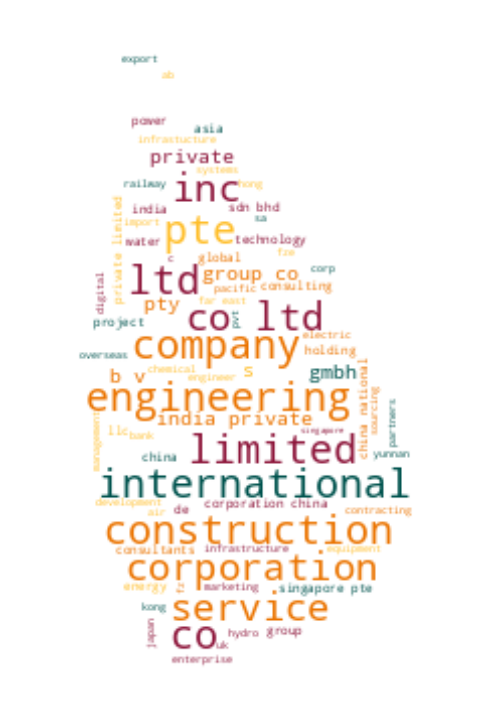 export
ab
power
asia
infrastucture
private
systems
railway
inc
hong
private limited
india
sdn bhd
import
sa
pte
water
technology
c
global
fze
digital
ltd
group co
corp
pacific
consulting
pty
far east
project
co ltd
pvt
electric
company
holding
overseas
chemical
s
gmbh
b v
engineer
china national
sourcing
engineering
partners
india private
management
llc
bank
singapore
limited
china
yunnan
international
development
air
de
corporation china
contracting
construction
consultants
infrastructure
equipment
corporation
energy
marketing
singapore pte
kong
service
japan
co
uk
hydro
group
enterprise